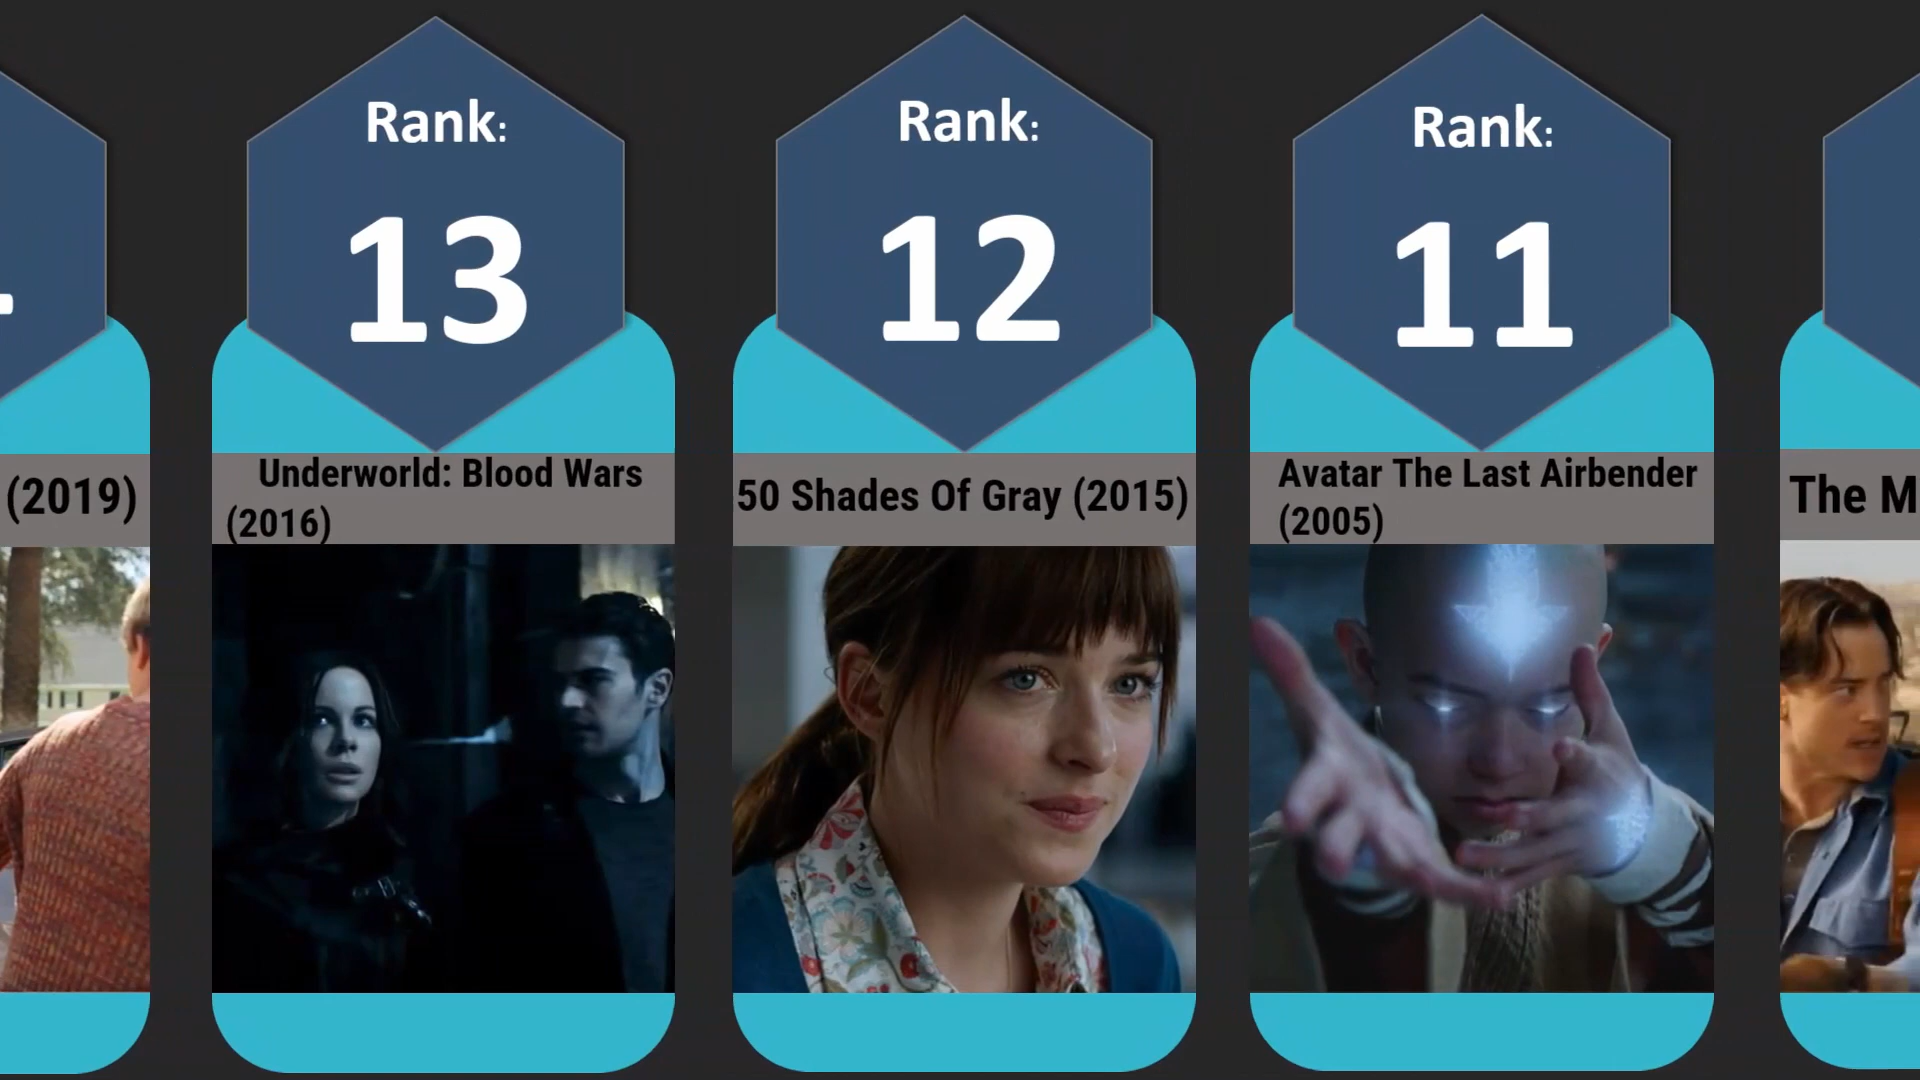 Rank:
13
Underworld: Blood Wars
(2016)
Rank:
12
50 Shades Of Gray (2015)
Rank:
11
Avatar The Last Airbender
(2005)
(2019)
The M